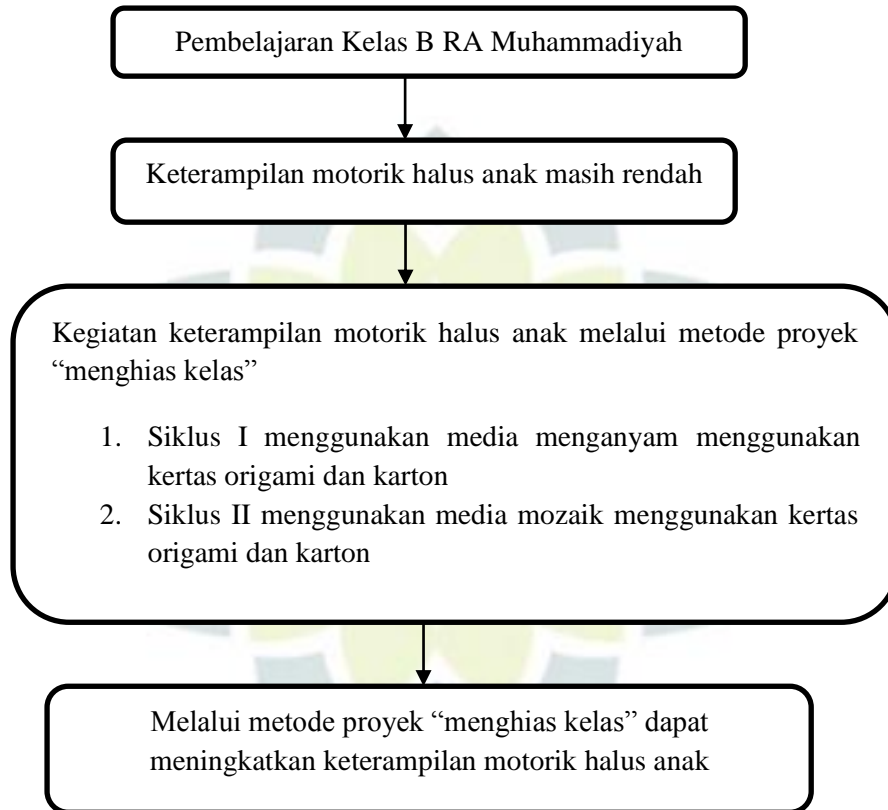 Pembelajaran Kelas B RA Muhammadiyah
Keterampilan motorik halus anak masih rendah
Kegiatan keterampilan motorik halus anak melalui metode proyek
“menghias kelas”
1. Siklus I menggunakan media menganyam menggunakan
kertas origami dan karton
2. Siklus II menggunakan media mozaik menggunakan kertas
origami dan karton
Melalui metode proyek “menghias kelas” dapat
meningkatkan keterampilan motorik halus anak